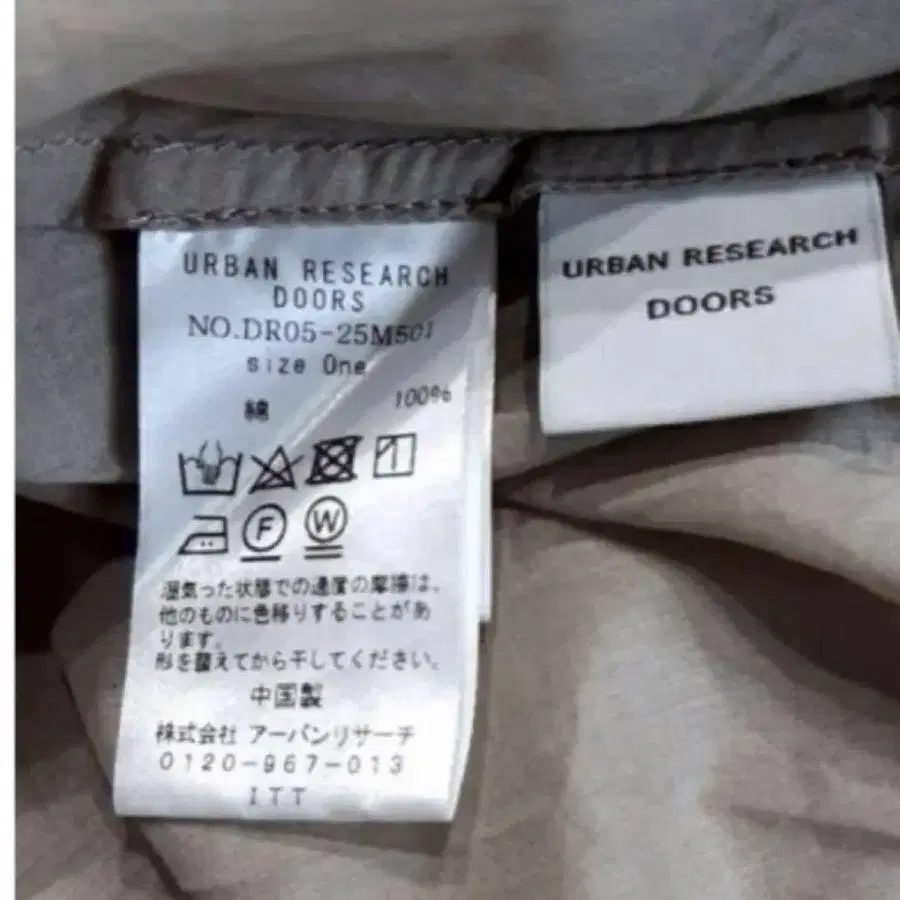 URBAN RESEARCH
DOORS
NO.DR05-25M501
size One
綿 100%
F W
湿気った状態での過度の摩擦は、
他のものに色移りすることがあ
ります。
形を整えてから干してください。
中国製
株式会社 アーバンリサーチ
0120-967-013
ITT
URBAN RESEARCH
DOORS